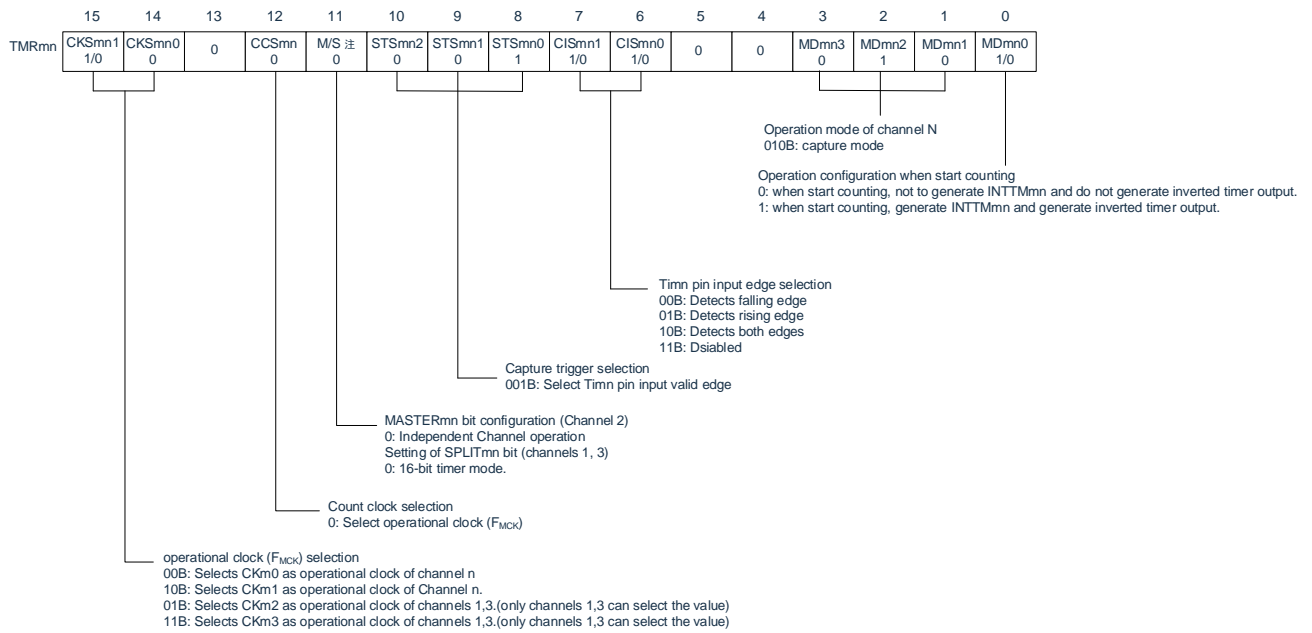 15 14 13 12 11 10 9 8 7 6 5 4 3 2 1 0
TMRmn CKSmn1 CKSmn0 0 CCSmn M/S 注 STSmn2 STSmn1 STSmn0 CISmn1 CISmn0 0 0 MDmn3 MDmn2 MDmn1 MDmn0
1/0 0 0 0 0 0 1 1/0 1/0 0 1 0 1/0
Operation mode of channel N
010B: capture mode
Operation configuration when start counting
0: when start counting, not to generate INTTMmn and do not generate inverted timer output.
1: when start counting, generate INTTMmn and generate inverted timer output.
Timn pin input edge selection
00B: Detects falling edge
01B: Detects rising edge
10B: Detects both edges
11B: Dsiabled
Capture trigger selection
001B: Select Timn pin input valid edge
MASTERmn bit configuration (Channel 2)
0: Independent Channel operation
Setting of SPLITmn bit (channels 1, 3)
0: 16-bit timer mode.
Count clock selection
0: Select operational clock (FMCK)
operational clock (FMCK) selection
00B: Selects CKm0 as operational clock of channel n
10B: Selects CKm1 as operational clock of Channel n.
01B: Selects CKm2 as operational clock of channels 1,3.(only channels 1,3 can select the value)
11B: Selects CKm3 as operational clock of channels 1,3.(only channels 1,3 can select the value)